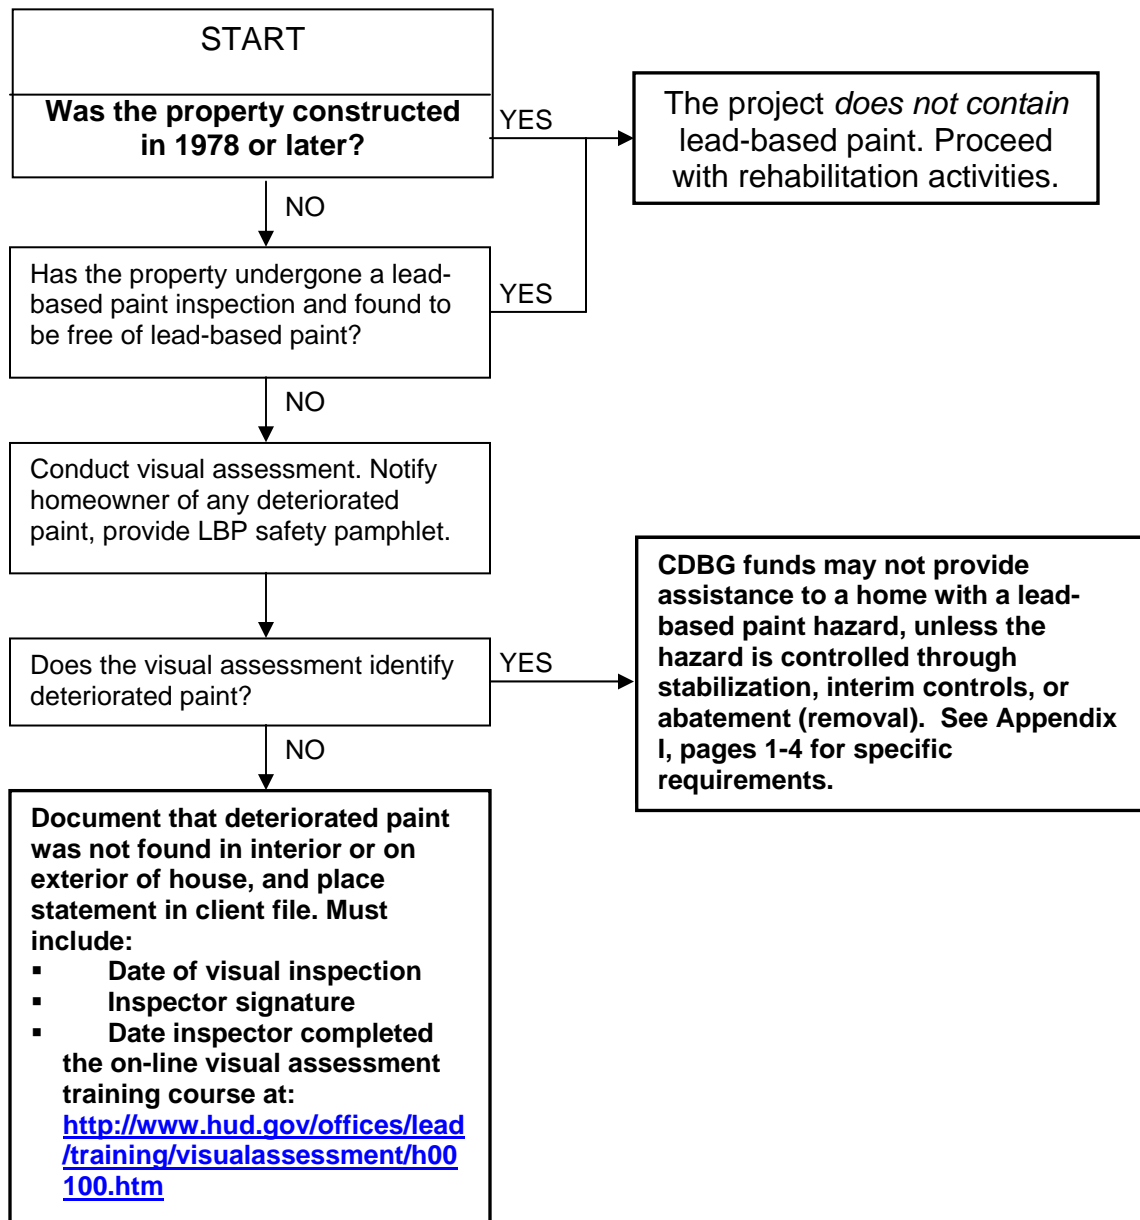 START
Was the property constructed
in 1978 or later?
YES
The project does not contain
lead-based paint. Proceed
with rehabilitation activities.
NO
Has the property undergone a lead-
based paint inspection and found to
be free of lead-based paint?
YES
NO
Conduct visual assessment. Notify
homeowner of any deteriorated
paint, provide LBP safety pamphlet.
Does the visual assessment identify
deteriorated paint?
YES
CDBG funds may not provide
assistance to a home with a lead-
based paint hazard, unless the
hazard is controlled through
stabilization, interim controls, or
abatement (removal).  See Appendix
I, pages 1-4 for specific
requirements.
NO
Document that deteriorated paint
was not found in interior or on
exterior of house, and place
statement in client file. Must
include:
▪ Date of visual inspection
▪ Inspector signature
▪ Date inspector completed
the on-line visual assessment
training course at:
http://www.hud.gov/offices/lead
/training/visualassessment/h00
100.htm